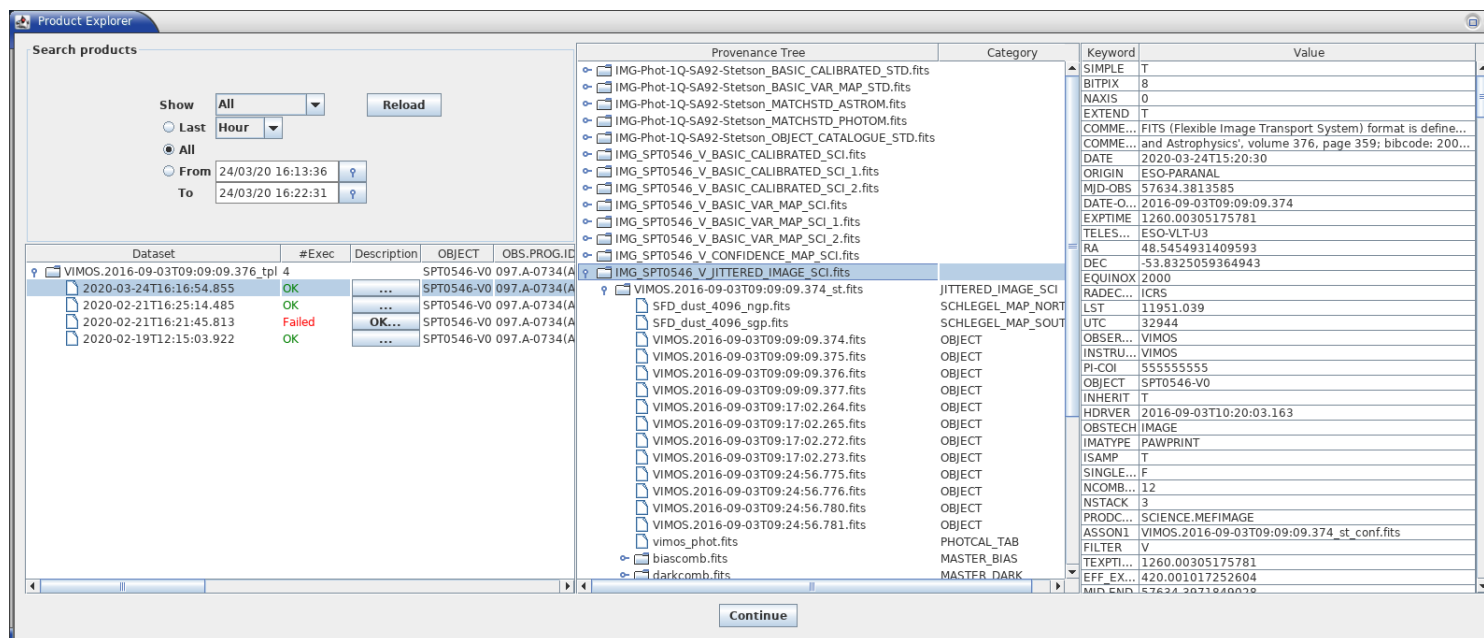 Product Explorer
Search products
Show All Reload
Last Hour
All
From 24/03/20 16:13:36
To 24/03/20 16:22:31
Dataset #Exec Description OBJECT OBS.PROG.ID
VIMOS.2016-09-03T09:09:09.376_tpl 4 SPT0546-V0 097.A-0734(A
2020-03-24T16:16:54.855 OK ... SPT0546-V0 097.A-0734(A
2020-02-21T16:25:14.485 OK ... SPT0546-V0 097.A-0734(A
2020-02-21T16:21:45.813 Failed OK... SPT0546-V0 097.A-0734(A
2020-02-19T12:15:03.922 OK ... SPT0546-V0 097.A-0734(A
Provenance Tree Category
IMG-Phot-1Q-SA92-Stetson_BASIC_CALIBRATED_STD.fits
IMG-Phot-1Q-SA92-Stetson_BASIC_VAR_MAP_STD.fits
IMG-Phot-1Q-SA92-Stetson_MATCHSTD_ASTROM.fits
IMG-Phot-1Q-SA92-Stetson_MATCHSTD_PHOTOM.fits
IMG-Phot-1Q-SA92-Stetson_OBJECT_CATALOGUE_STD.fits
IMG_SPT0546_V_BASIC_CALIBRATED_SCI.fits
IMG_SPT0546_V_BASIC_CALIBRATED_SCI_1.fits
IMG_SPT0546_V_BASIC_CALIBRATED_SCI_2.fits
IMG_SPT0546_V_BASIC_VAR_MAP_SCI.fits
IMG_SPT0546_V_BASIC_VAR_MAP_SCI_1.fits
IMG_SPT0546_V_BASIC_VAR_MAP_SCI_2.fits
IMG_SPT0546_V_CONFIDENCE_MAP_SCI.fits
IMG_SPT0546_V_JITTERED_IMAGE_SCI.fits
VIMOS.2016-09-03T09:09:09.374_st.fits JITTERED_IMAGE_SCI
SFD_dust_4096_ngp.fits SCHLEGEL_MAP_NORT
SFD_dust_4096_sgp.fits SCHLEGEL_MAP_SOUT
VIMOS.2016-09-03T09:09:09.374.fits OBJECT
VIMOS.2016-09-03T09:09:09.375.fits OBJECT
VIMOS.2016-09-03T09:09:09.376.fits OBJECT
VIMOS.2016-09-03T09:09:09.377.fits OBJECT
VIMOS.2016-09-03T09:17:02.264.fits OBJECT
VIMOS.2016-09-03T09:17:02.265.fits OBJECT
VIMOS.2016-09-03T09:17:02.272.fits OBJECT
VIMOS.2016-09-03T09:17:02.273.fits OBJECT
VIMOS.2016-09-03T09:24:56.775.fits OBJECT
VIMOS.2016-09-03T09:24:56.776.fits OBJECT
VIMOS.2016-09-03T09:24:56.780.fits OBJECT
VIMOS.2016-09-03T09:24:56.781.fits OBJECT
vimos_phot.fits PHOTCAL_TAB
biascomb.fits MASTER_BIAS
darkcomb.fits MASTER_DARK
Keyword Value
SIMPLE T
BITPIX 8
NAXIS 0
EXTEND T
COMME... FITS (Flexible Image Transport System) format is define...
COMME... and Astrophysics', volume 376, page 359; bibcode: 200...
DATE 2020-03-24T15:20:30
ORIGIN ESO-PARANAL
MJD-OBS 57634.3813585
DATE-O... 2016-09-03T09:09:09.374
EXPTIME 1260.00305175781
TELES... ESO-VLT-U3
RA 48.5454931409593
DEC -53.8325059364943
EQUINOX 2000
RADEC... ICRS
LST 11951.039
UTC 32944
OBSER... VIMOS
INSTRU... VIMOS
PI-COI 555555555
OBJECT SPT0546-V0
INHERIT T
HDRVER 2016-09-03T10:20:03.163
OBSTECH IMAGE
IMATYPE PAWPRINT
ISAMP T
SINGLE... F
NCOMB... 12
NSTACK 3
PRODC... SCIENCE.MEFIMAGE
ASSON1 VIMOS.2016-09-03T09:09:09.374_st_conf.fits
FILTER V
TEXPTI... 1260.00305175781
EFF_EX... 420.001017252604
MJD-END 57634.3971849028
Continue